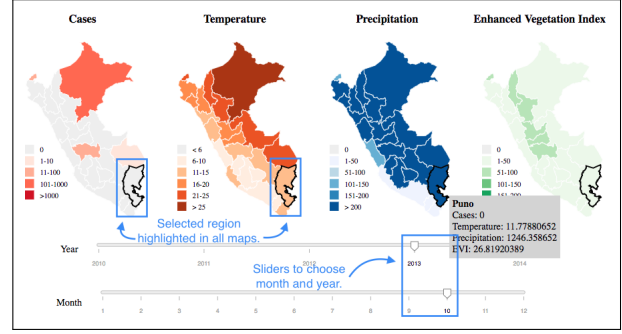 Cases
Temperature
Precipitation
Enhanced Vegetation Index
0
1-10
11-100
101-1000
>1000
< 6
6-10
11-15
16-20
21-25
> 25
0
1-50
51-100
101-150
151-200
> 200
0
1-50
51-100
101-150
151-200
Puno
Cases: 0
Temperature: 11.77880652
Precipitation: 1246.358652
EVI: 26.81920389
Selected region
highlighted in all maps.
Year
2010
2011
2012
2013
2014
Sliders to choose
month and year.
Month
1
2
3
4
5
6
7
8
9
10
11
12